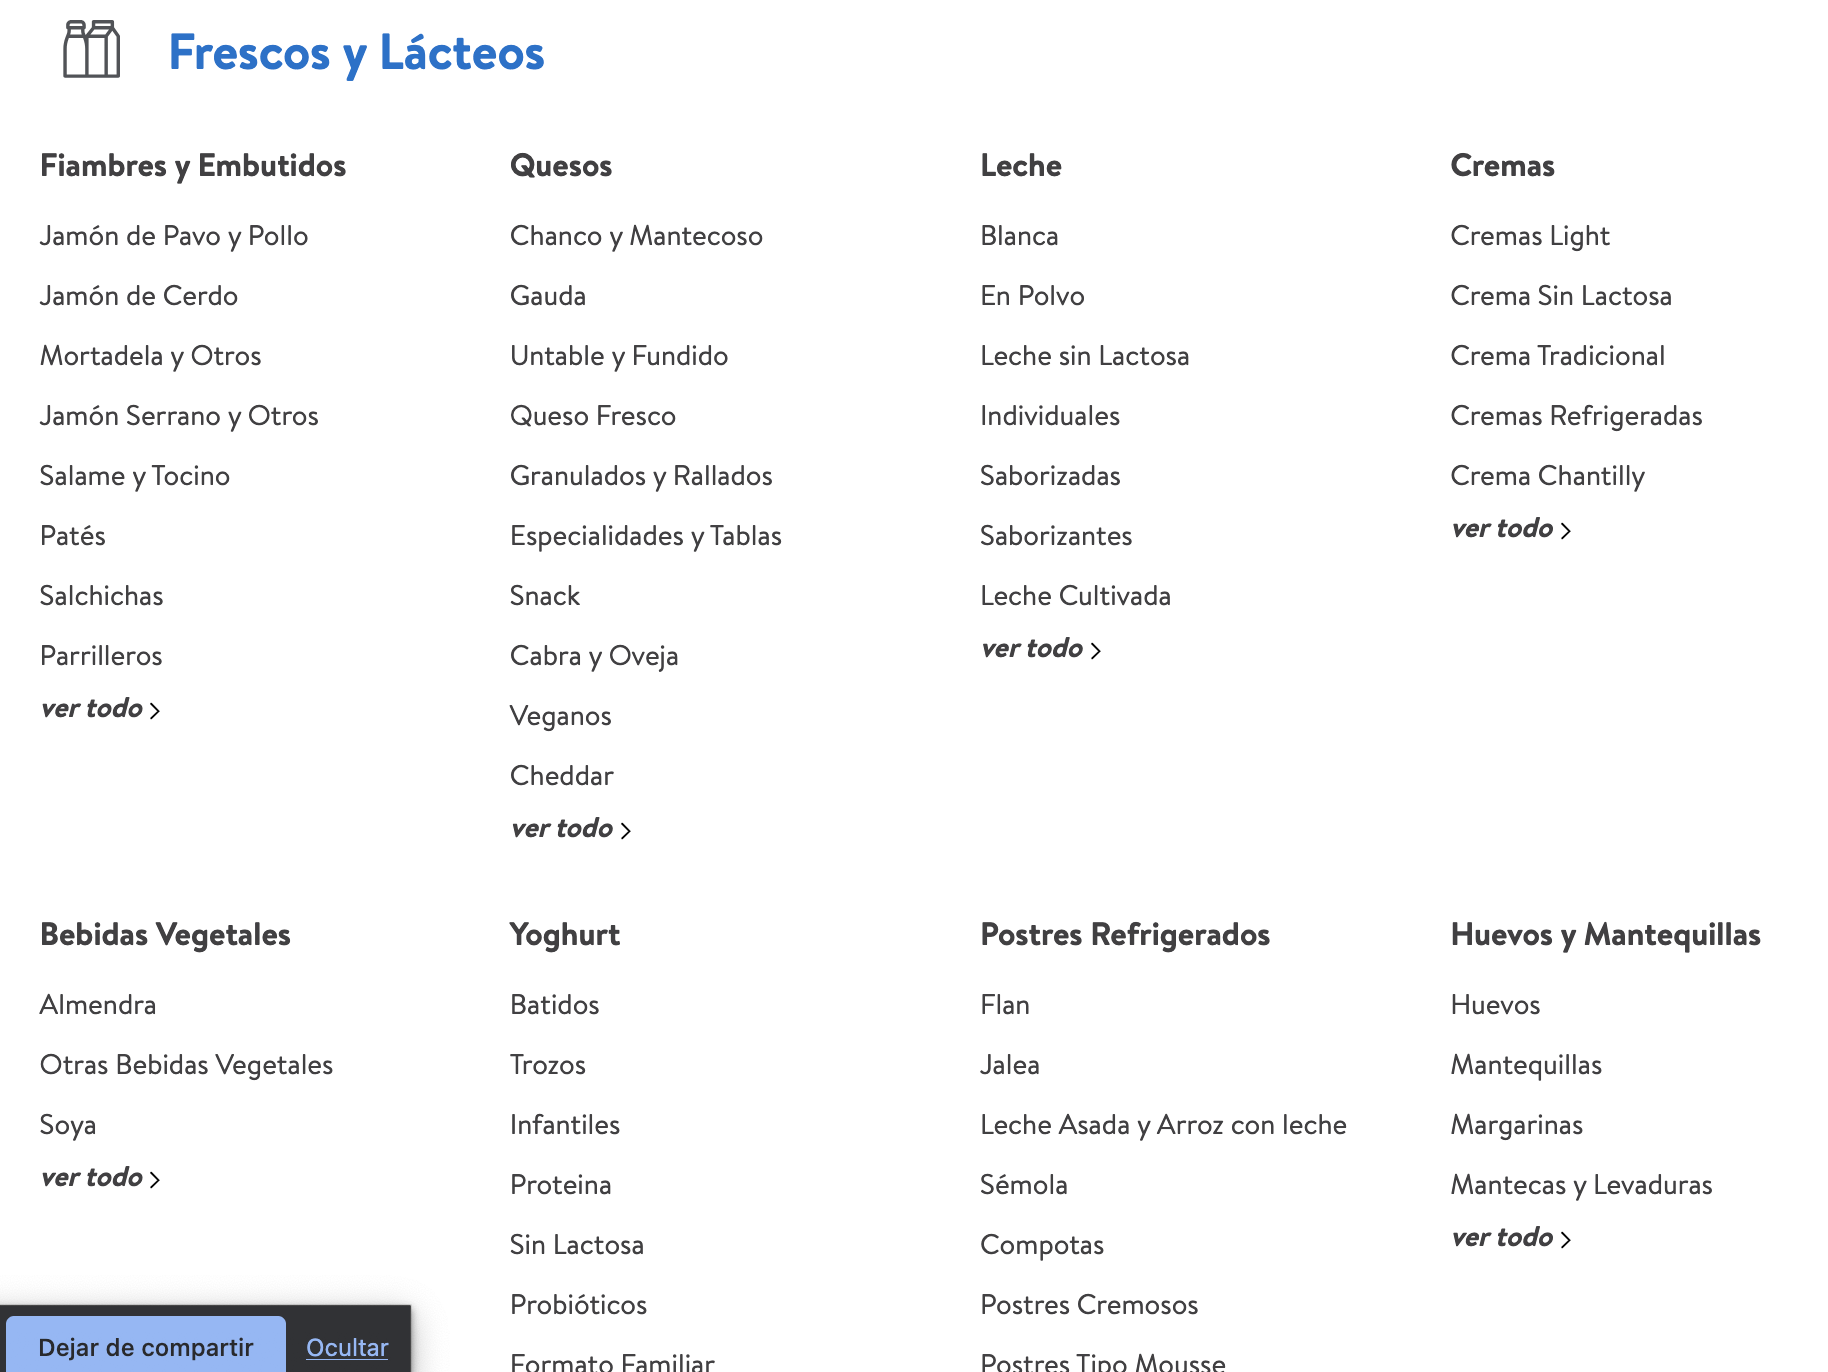 Frescos y Lácteos
Fiambres y Embutidos
Jamón de Pavo y Pollo
Jamón de Cerdo
Mortadela y Otros
Jamón Serrano y Otros
Salame y Tocino
Patés
Salchichas
Parrilleros
ver todo
Quesos
Chanco y Mantecoso
Gauda
Untable y Fundido
Queso Fresco
Granulados y Rallados
Especialidades y Tablas
Snack
Cabra y Oveja
Veganos
Cheddar
ver todo
Leche
Blanca
En Polvo
Leche sin Lactosa
Individuales
Saborizadas
Saborizantes
Leche Cultivada
ver todo
Cremas
Cremas Light
Crema Sin Lactosa
Crema Tradicional
Cremas Refrigeradas
Crema Chantilly
ver todo
Bebidas Vegetales
Almendra
Otras Bebidas Vegetales
Soya
ver todo
Yoghurt
Batidos
Trozos
Infantiles
Proteina
Sin Lactosa
Probióticos
Formato Familiar
Postres Refrigerados
Flan
Jalea
Leche Asada y Arroz con leche
Sémola
Compotas
Postres Cremosos
Postres Tipo Mousse
Huevos y Mantequillas
Huevos
Mantequillas
Margarinas
Mantecas y Levaduras
ver todo
Dejar de compartir
Ocultar